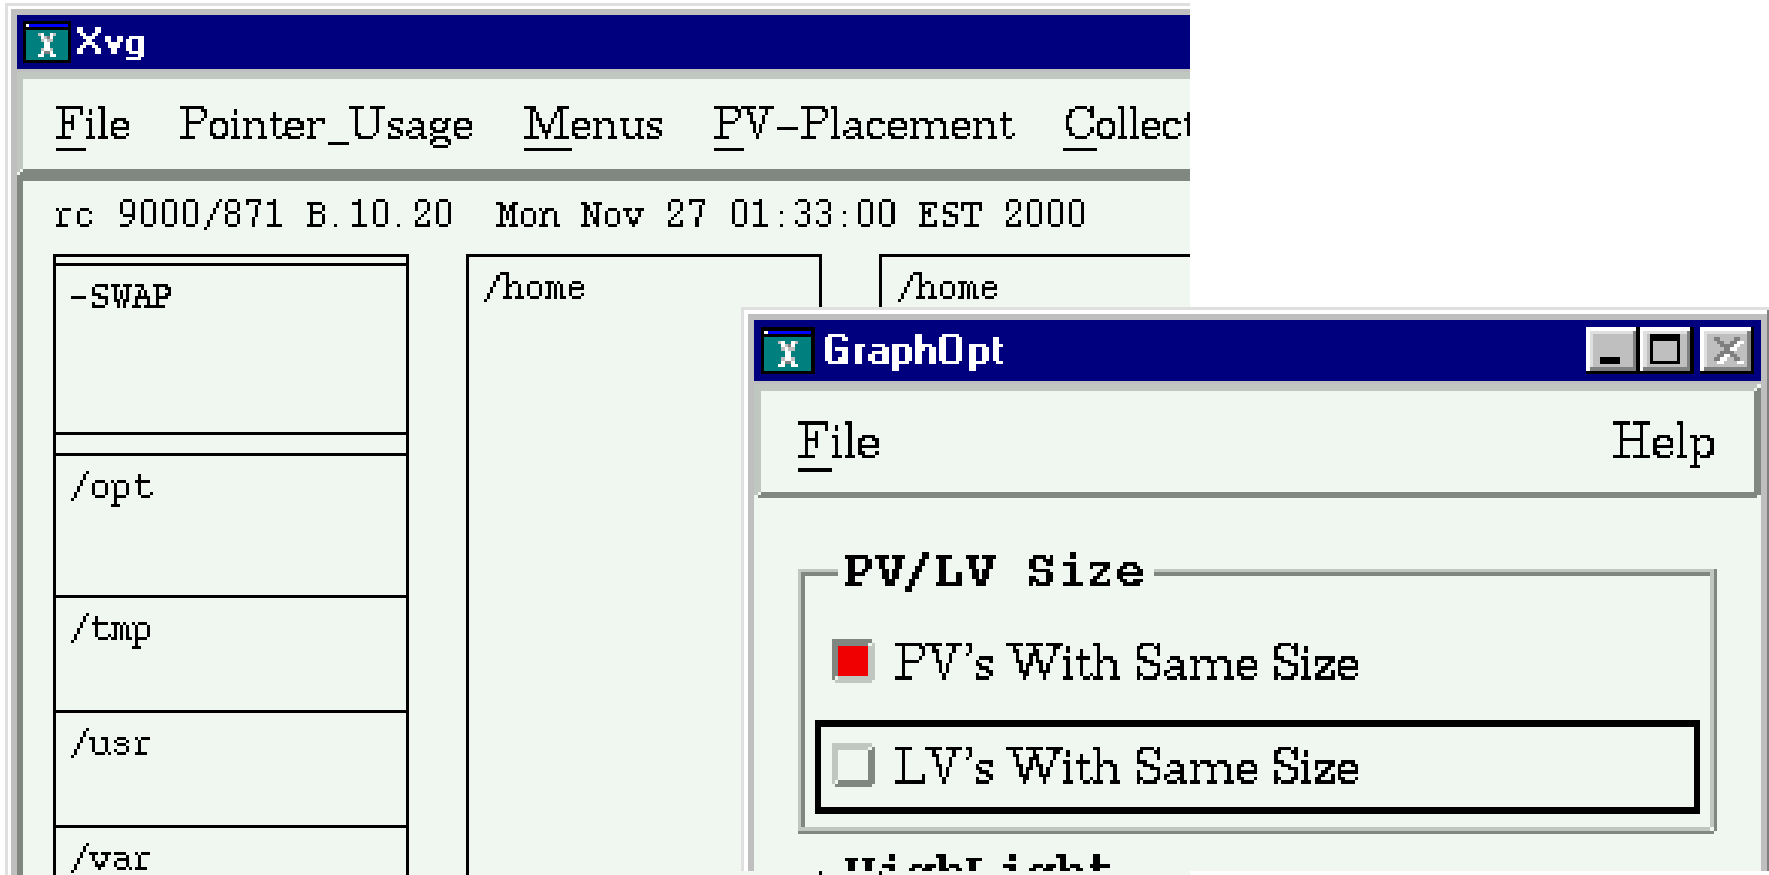 X Xvg
File Pointer_Usage Menus PV-Placement Collect
rc 9000/871 B.10.20 Mon Nov 27 01:33:00 EST 2000
-SWAP
/opt
/tmp
/usr
/var
/home
/home
X GraphOpt
File Help
PV/LV Size
PV's With Same Size
LV's With Same Size
HighLight